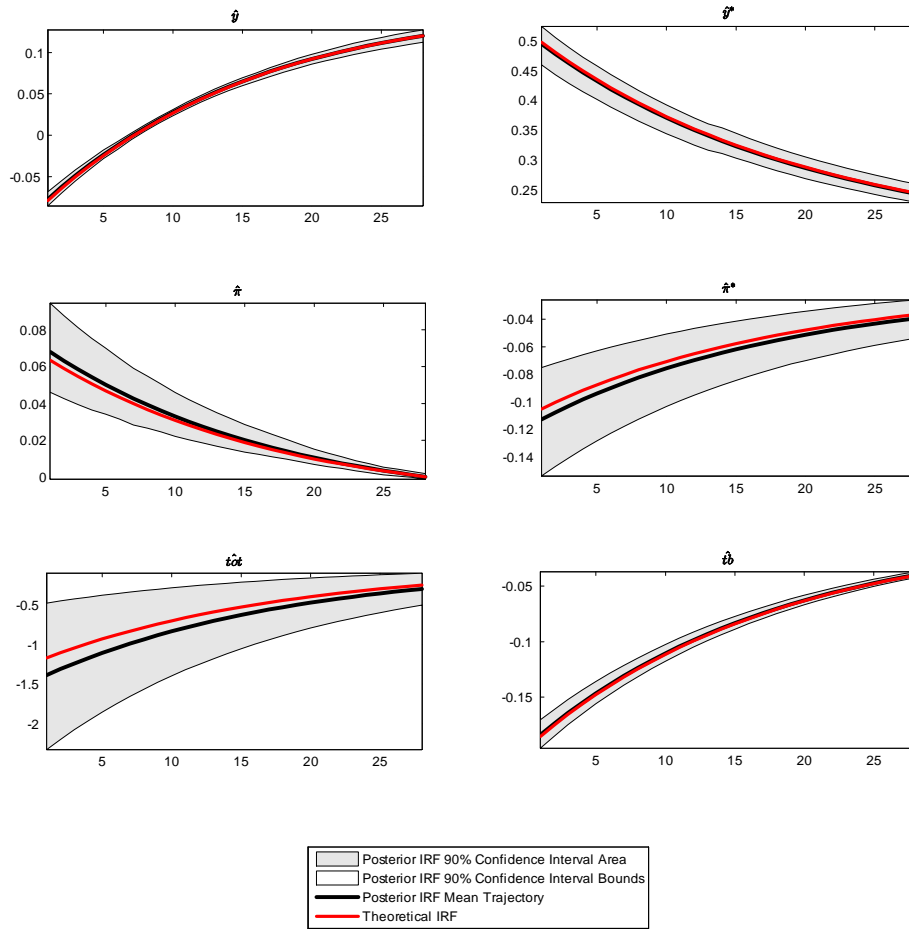 ŷ
0.1
0.05
0
-0.05
5 10 15 20 25
ŷ*
0.5
0.45
0.4
0.35
0.3
0.25
5 10 15 20 25
π̂
0.08
0.06
0.04
0.02
0
5 10 15 20 25
π̂*
-0.04
-0.06
-0.08
-0.1
-0.12
-0.14
5 10 15 20 25
tôt
-0.5
-1
-1.5
-2
5 10 15 20 25
tb̂
-0.05
-0.1
-0.15
5 10 15 20 25
Posterior IRF 90% Confidence Interval Area
Posterior IRF 90% Confidence Interval Bounds
Posterior IRF Mean Trajectory
Theoretical IRF